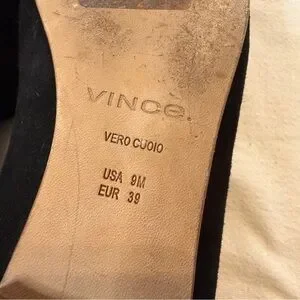 VINCE.
VERO CUOIO
USA 9M
EUR 39